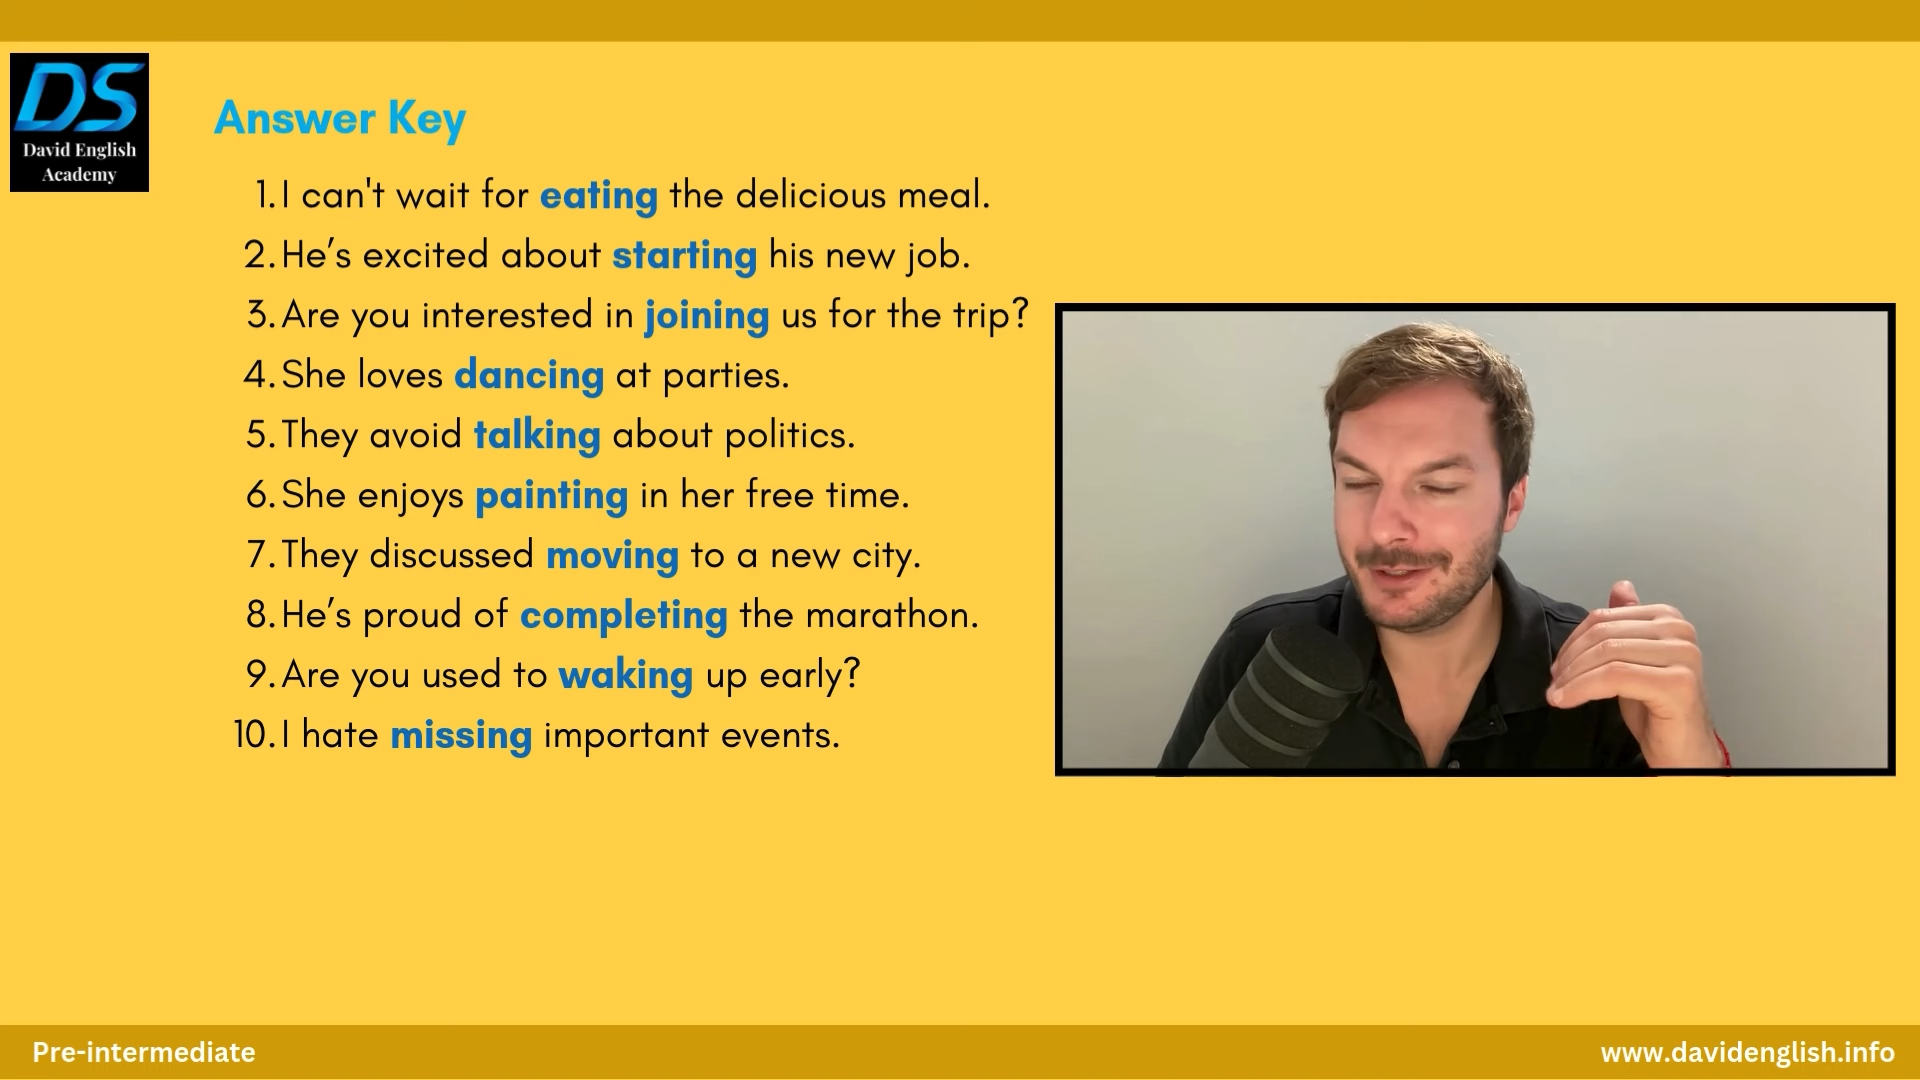 DS
David English
Academy
Answer Key
1. I can't wait for eating the delicious meal.
2. He’s excited about starting his new job.
3. Are you interested in joining us for the trip?
4. She loves dancing at parties.
5. They avoid talking about politics.
6. She enjoys painting in her free time.
7. They discussed moving to a new city.
8. He’s proud of completing the marathon.
9. Are you used to waking up early?
10. I hate missing important events.
Pre-intermediate
www.davidenglish.info